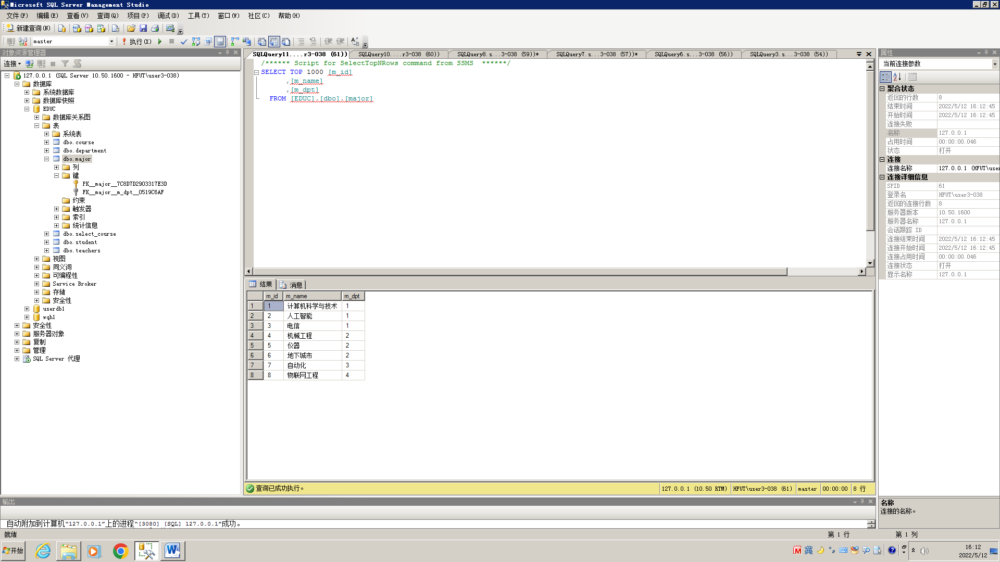 Microsoft SQL Server Management Studio
文件(F) 编辑(E) 查看(V) 查询(Q) 项目(P) 调试(D) 工具(T) 窗口(W) 社区(C) 帮助(H)
新建查询(N)
master 执行(X)
对象资源管理器
连接
127.0.0.1 (SQL Server 10.50.1600 - HFUT\user3-038)
数据库
系统数据库
数据库快照
EDUC
数据库关系图
表
系统表
dbo.course
dbo.department
dbo.major
列
键
PK__major__7C8D7D2903317E3D
FK__major__m_dpt__0519C6AF
约束
触发器
索引
统计信息
dbo.select_course
dbo.student
dbo.teachers
视图
同义词
可编程性
Service Broker
存储
安全性
userdb1
wqh1
安全性
服务器对象
复制
管理
SQL Server 代理
SQLQuery11....r3-038 (61)) SQLQuery10....r3-038 (60)) SQLQuery8.s...3-038 (59))* SQLQuery7.s...3-038 (57))* SQLQuery6.s...3-038 (56)) SQLQuery3.s...3-038 (54))
/****** Script for SelectTopNRows command from SSMS  ******/
SELECT TOP 1000 [m_id]
,[m_name]
,[m_dpt]
FROM [EDUC].[dbo].[major]
结果 消息
m_id m_name m_dpt
1 1 计算机科学与技术 1
2 2 人工智能 1
3 3 电信 1
4 4 机械工程 2
5 5 仪器 2
6 6 地下城市 2
7 7 自动化 3
8 8 物联网工程 4
查询已成功执行。 127.0.0.1 (10.50 RTM) HFUT\user3-038 (61) master 00:00:00 8 行
属性
当前连接参数
聚合状态
返回的行数 8
结束时间 2022/5/12 16:12:45
开始时间 2022/5/12 16:12:45
连接失败
名称 127.0.0.1
占用时间 00:00:00.046
状态 打开
连接
连接名称 127.0.0.1 (HFUT\user
连接详细信息
SPID 61
登录名 HFUT\user3-038
返回的连接行数 8
服务器版本 10.50.1600
服务器名称 127.0.0.1
会话跟踪 ID
连接结束时间 2022/5/12 16:12:45
连接开始时间 2022/5/12 16:12:45
连接占用时间 00:00:00.046
连接状态 打开
显示名称 127.0.0.1
名称
连接的名称。
输出
自动附加到计算机“127.0.0.1”上的进程“[3080] [SQL] 127.0.0.1”成功。
就绪 第 1 行 第 1 列
开始 英 16:12
2022/5/12